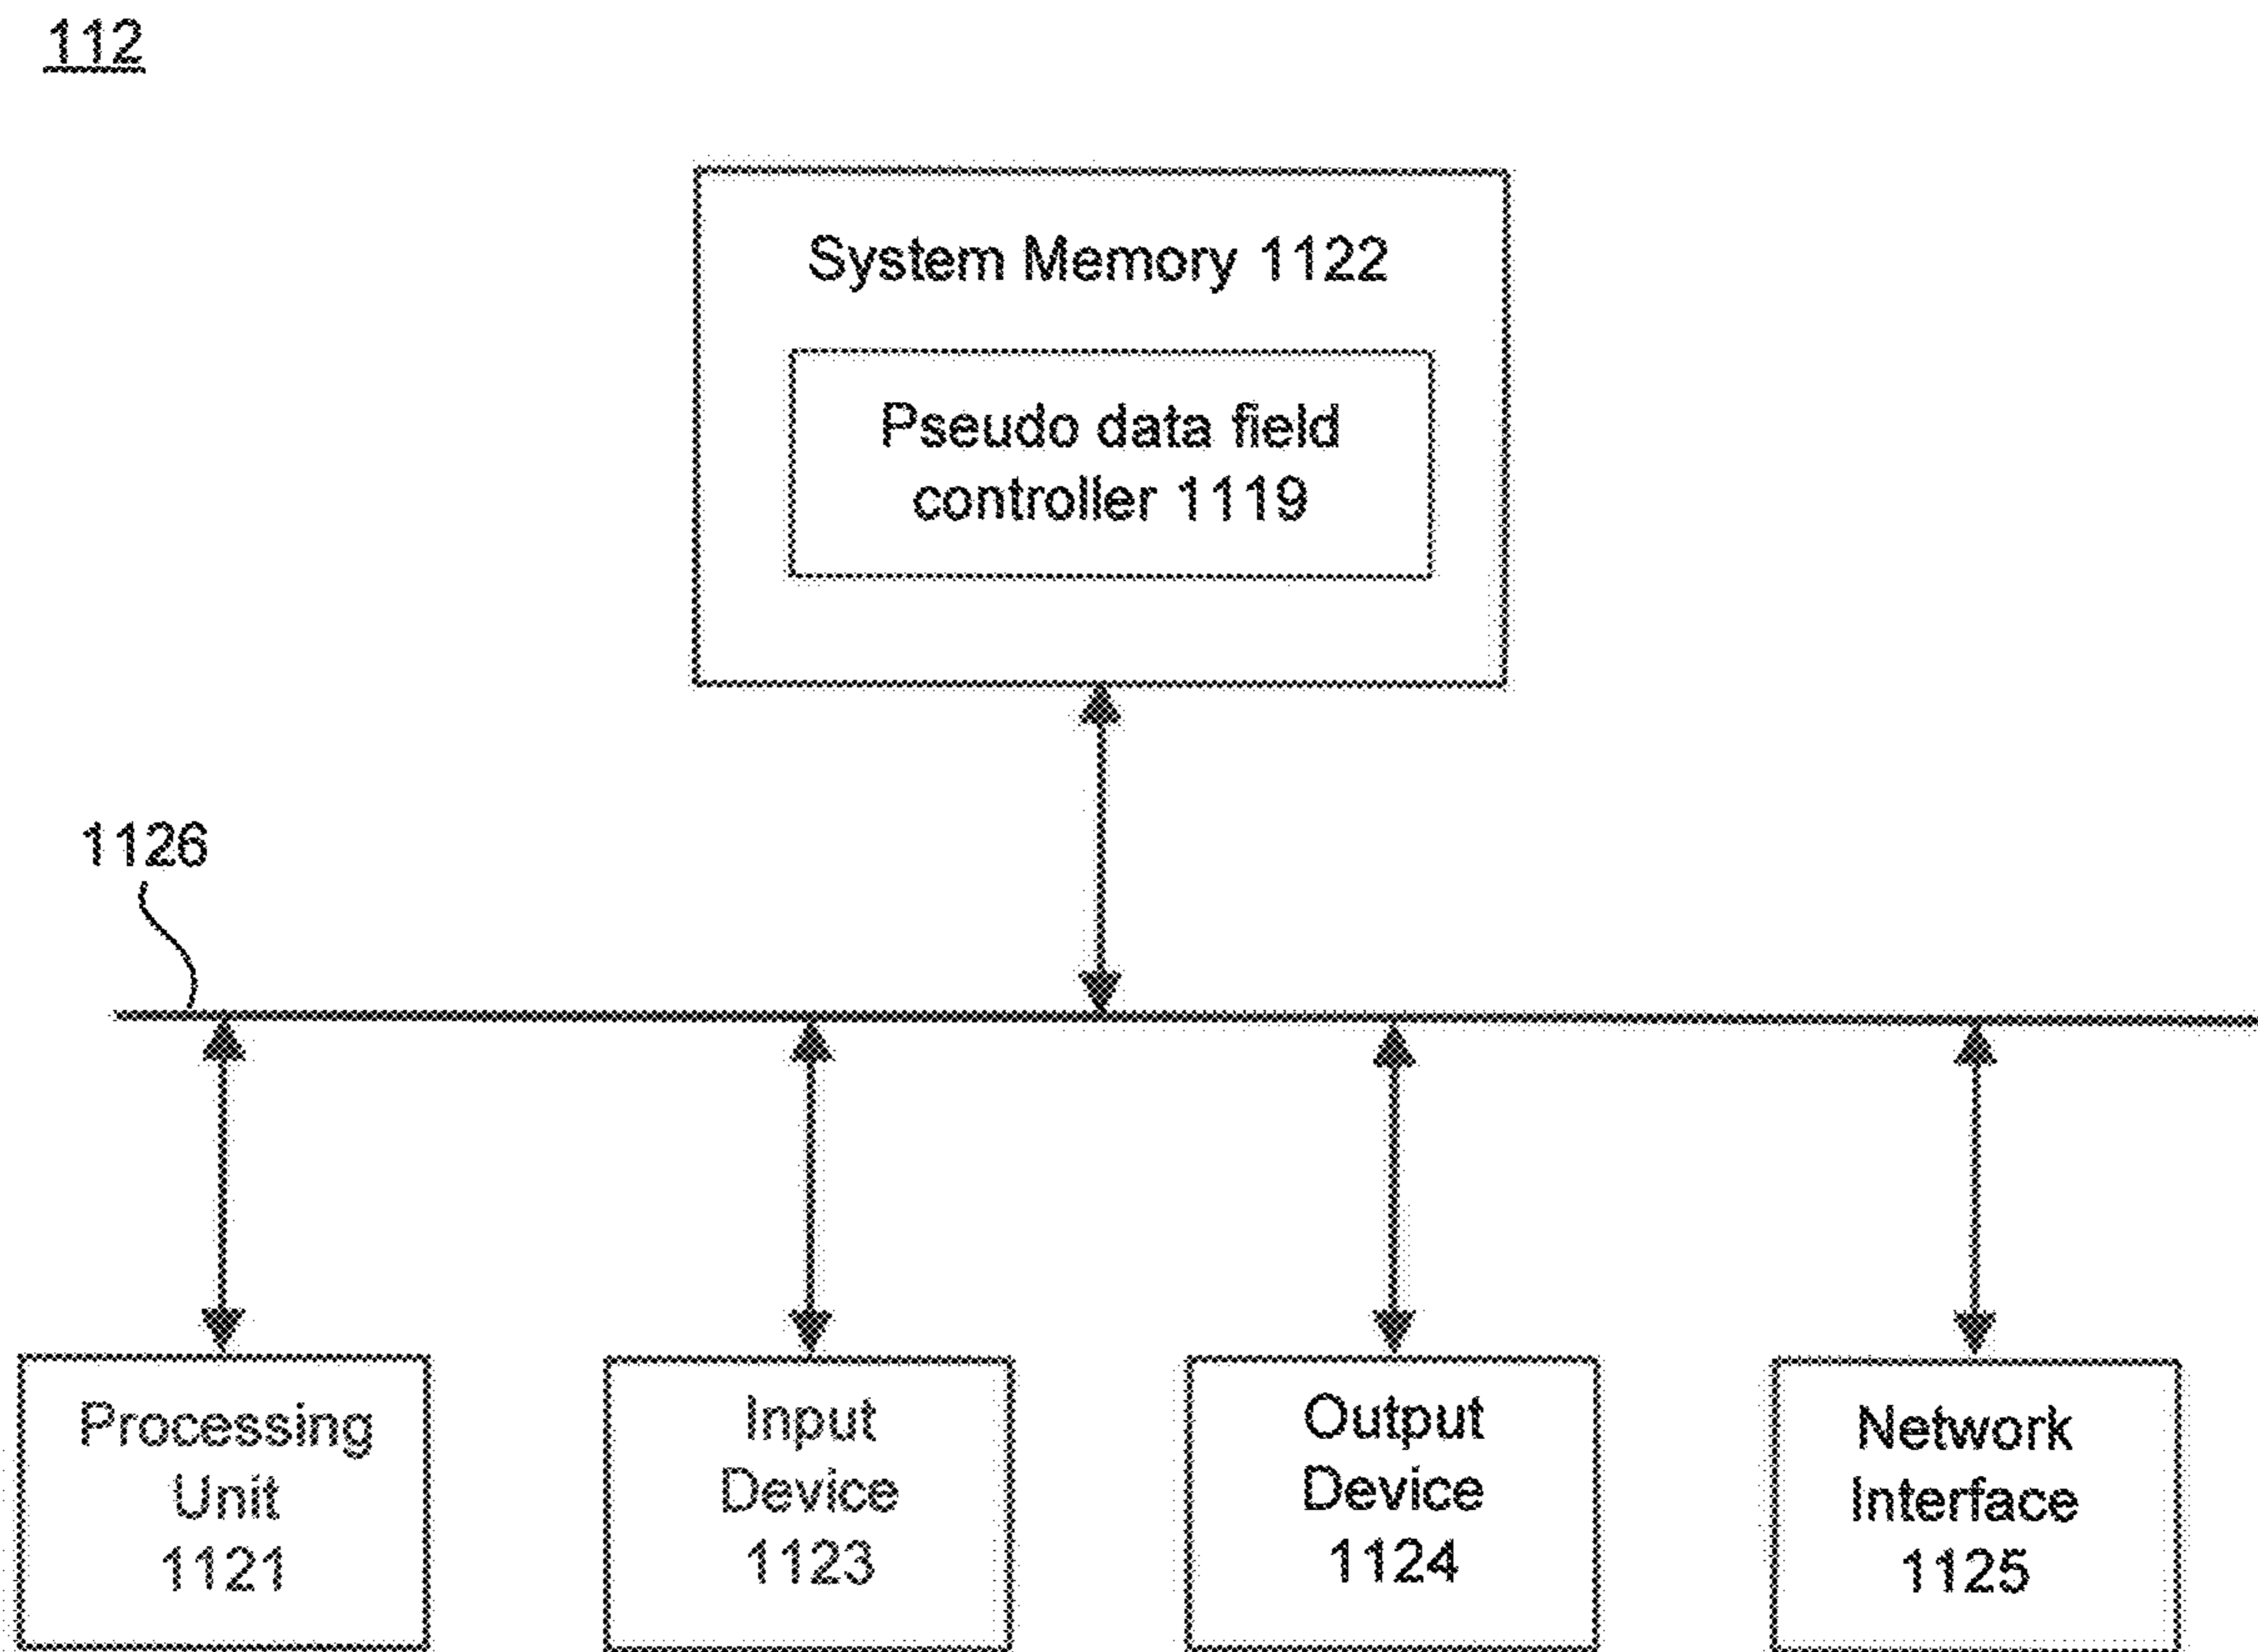 112
System Memory 1122
Pseudo data field
controller 1119
1126
Processing
Unit
1121
Input
Device
1123
Output
Device
1124
Network
Interface
1125